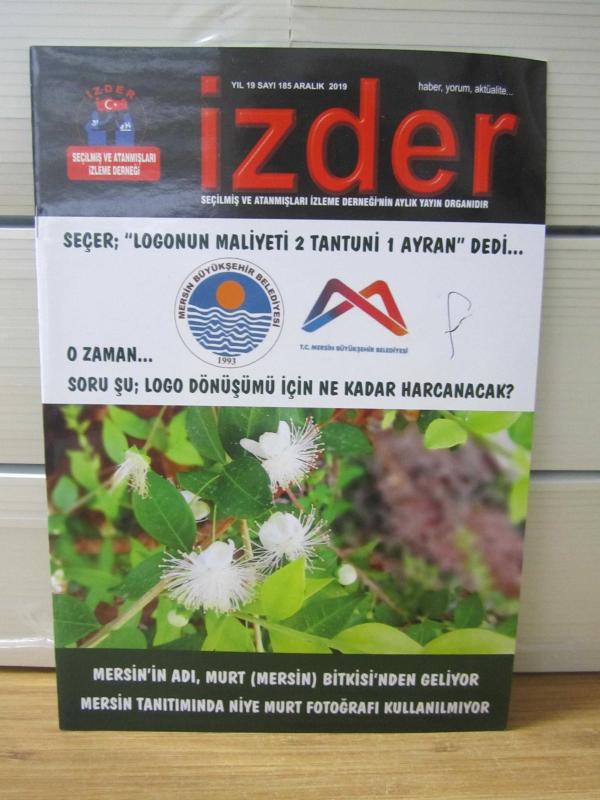 YIL 19 SAYI 185 ARALIK 2019
haber, yorum, aktüalite...
İZDER
SEÇİLMİŞ VE ATANMIŞLARI
İZLEME DERNEĞİ
izder
SEÇİLMİŞ VE ATANMIŞLARI İZLEME DERNEĞİ'NİN AYLIK YAYIN ORGANIDIR
SEÇER; “LOGONUN MALİYETİ 2 TANTUNİ 1 AYRAN” DEDİ...
MERSİN BÜYÜKŞEHİR BELEDİYESİ
1993
T.C. MERSİN BÜYÜKŞEHİR BELEDİYESİ
O ZAMAN...
SORU ŞU; LOGO DÖNÜŞÜMÜ İÇİN NE KADAR HARCANACAK?
MERSİN'İN ADI, MURT (MERSİN) BİTKİSİ'NDEN GELİYOR
MERSİN TANITIMINDA NİYE MURT FOTOĞRAFI KULLANILMIYOR